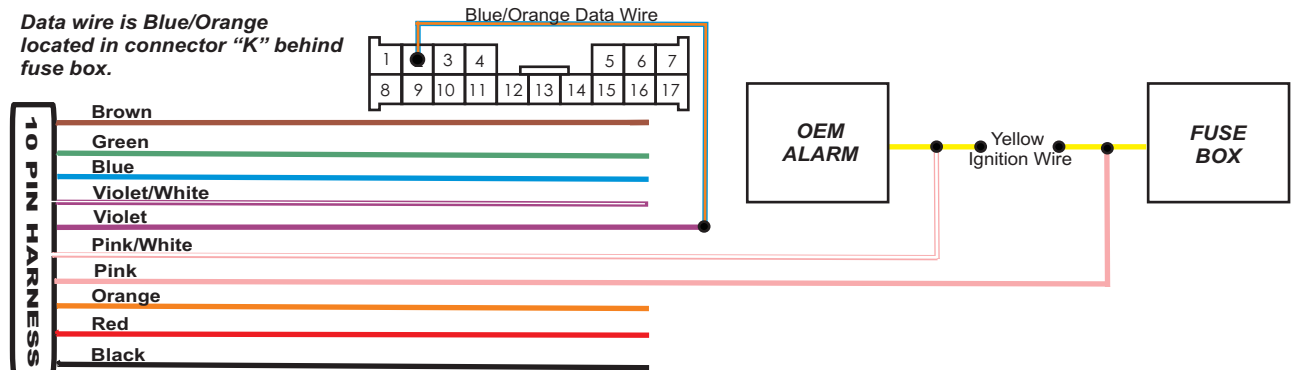 Data wire is Blue/Orange
located in connector “K” behind
fuse box.
Blue/Orange Data Wire
1 3 4 5 6 7
8 9 10 11 12 13 14 15 16 17
10 PIN HARNESS
Brown
Green
Blue
Violet/White
Violet
Pink/White
Pink
Orange
Red
Black
OEM
ALARM
Yellow
Ignition Wire
FUSE
BOX